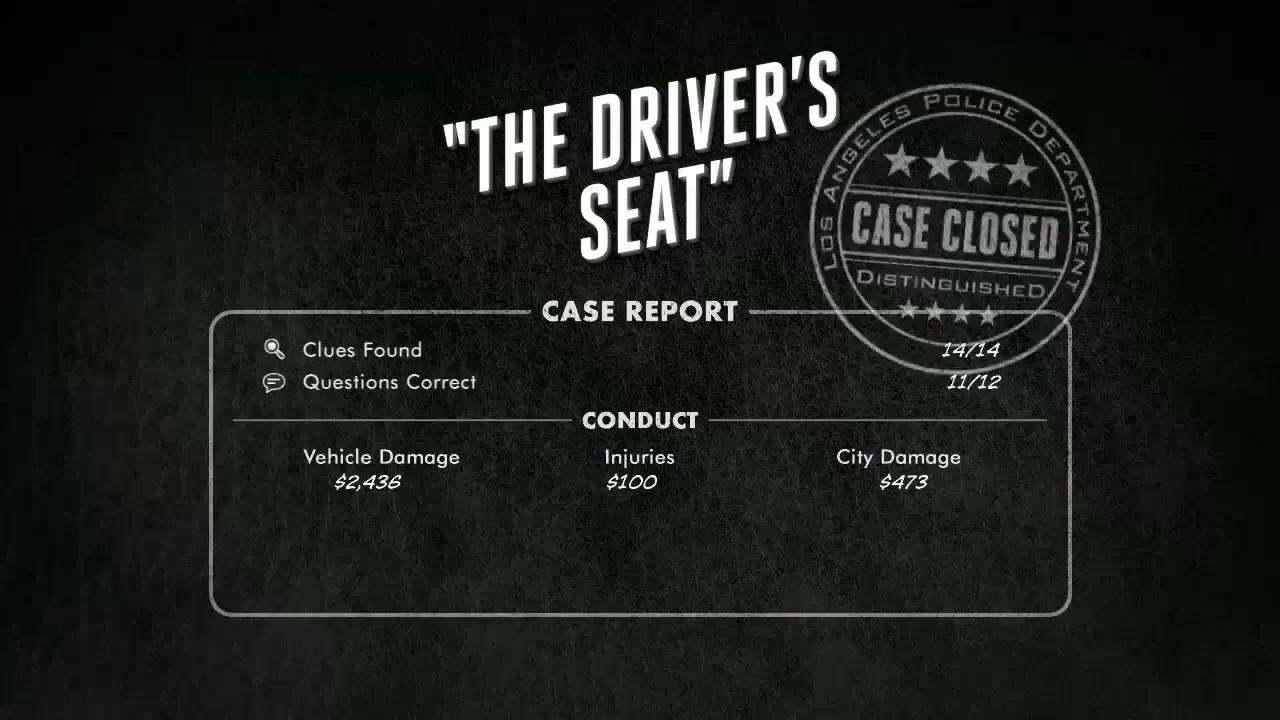 "THE DRIVER'S
SEAT"
LOS ANGELES POLICE DEPARTMENT
CASE CLOSED
DISTINGUISHED
CASE REPORT
Clues Found 14/14
Questions Correct 11/12
CONDUCT
Vehicle Damage Injuries City Damage
$2,436 $100 $473